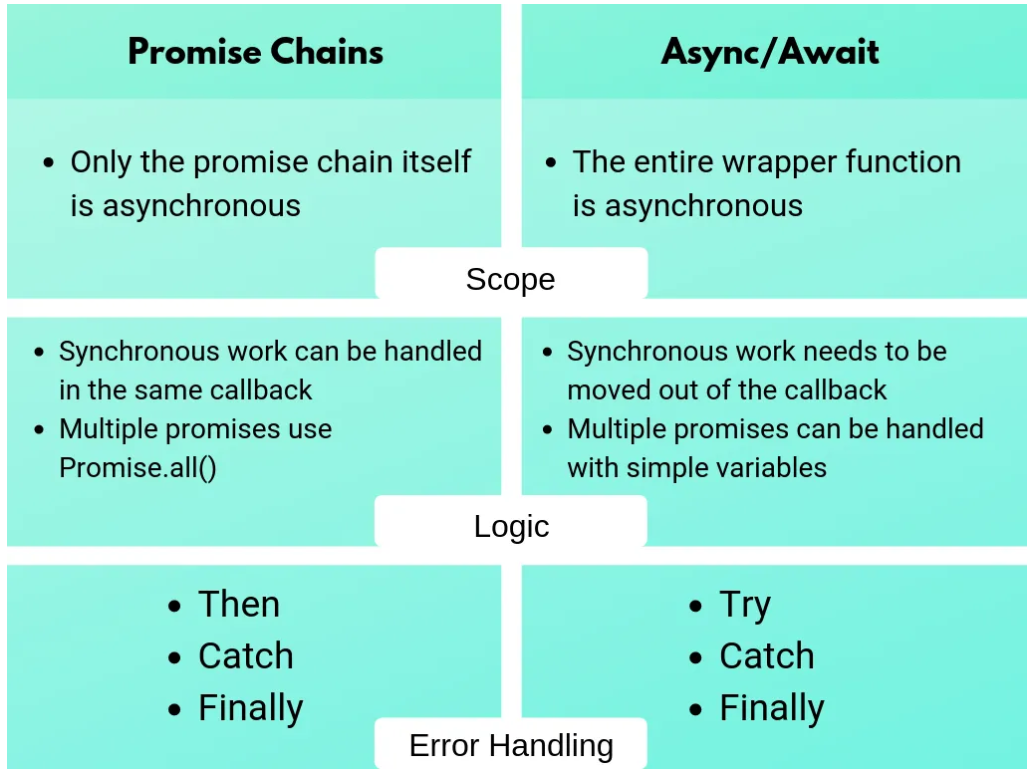 Promise Chains
Async/Await
• Only the promise chain itself
is asynchronous
• The entire wrapper function
is asynchronous
Scope
• Synchronous work can be handled
in the same callback
• Multiple promises use
Promise.all()
• Synchronous work needs to be
moved out of the callback
• Multiple promises can be handled
with simple variables
Logic
• Then
• Catch
• Finally
• Try
• Catch
• Finally
Error Handling